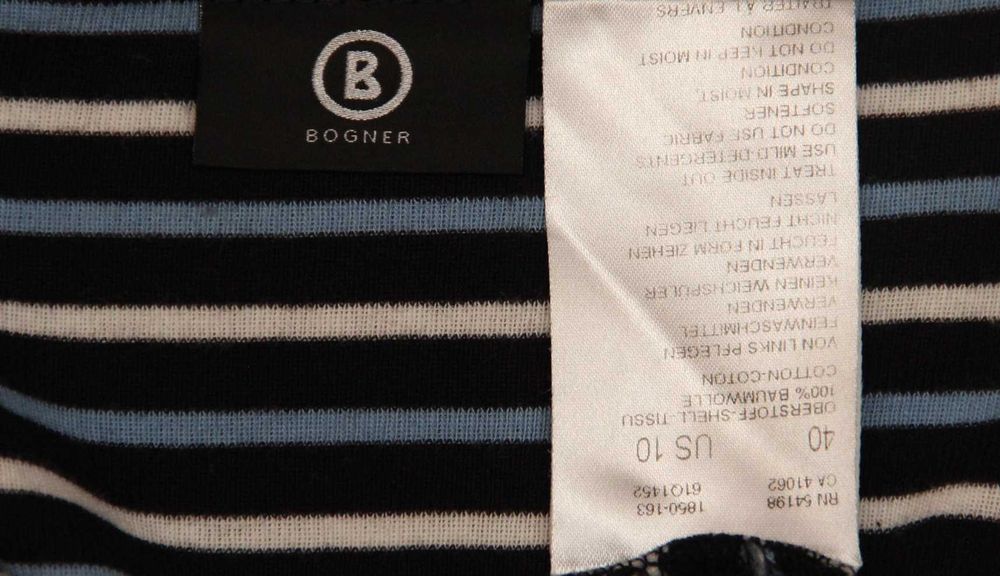 B
BOGNER
RN 54198 1850-163
CA 41062 61Q1452
40 US 10
OBERSTOFF-SHELL-TISSU
100% BAUMWOLLE
COTTON-COTON
VON LINKS PFLEGEN
FEINWASCHMITTEL
VERWENDEN
KEINEN WEICHSPÜLER
VERWENDEN
FEUCHT IN FORM ZIEHEN
NICHT FEUCHT LIEGEN
LASSEN
TREAT INSIDE OUT
USE MILD-DETERGENTS
DO NOT USE FABRIC
SOFTENER
SHAPE IN MOIST
CONDITION
DO NOT KEEP IN MOIST
CONDITION
TRAITER A L ENVERS